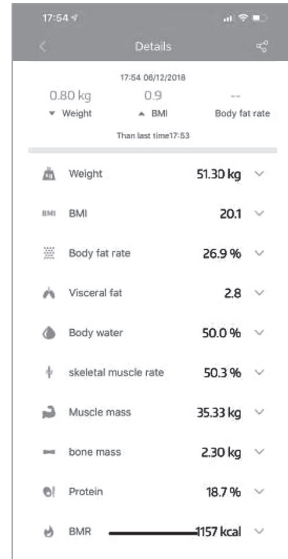 17:54
Details
17:54 06/12/2018
0.80 kg 0.9 --
Weight BMI Body fat rate
Than last time17:53
Weight 51.30 kg
BMI BMI 20.1
Body fat rate 26.9 %
Visceral fat 2.8
Body water 50.0 %
skeletal muscle rate 50.3 %
Muscle mass 35.33 kg
bone mass 2.30 kg
Protein 18.7 %
BMR 1157 kcal